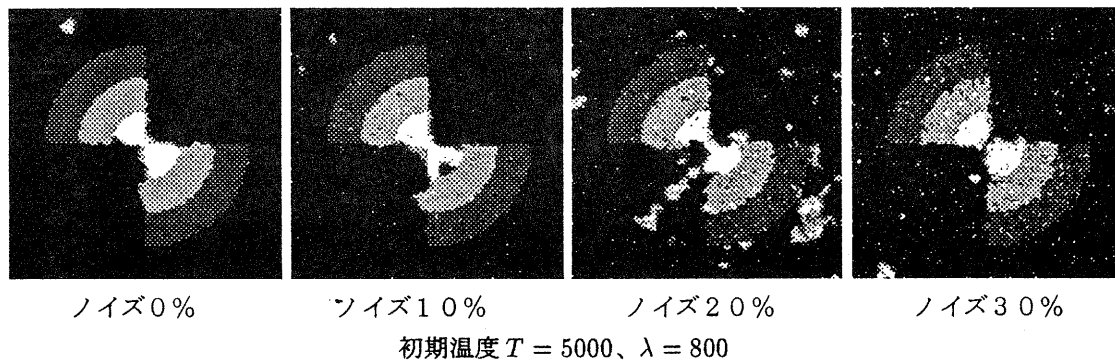 ノイズ0%
ノイズ10%
ノイズ20%
ノイズ30%
初期温度 T = 5000、λ = 800